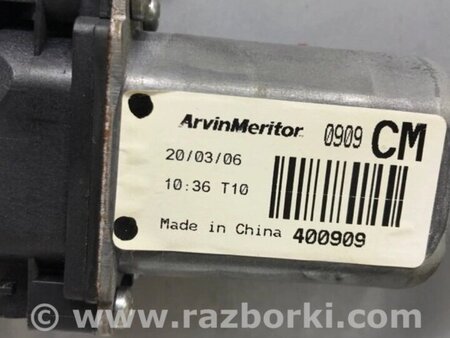 ArvinMeritor 0909 CM
20/03/06
10:36 T10
Made in China 400909
www.razborki.com